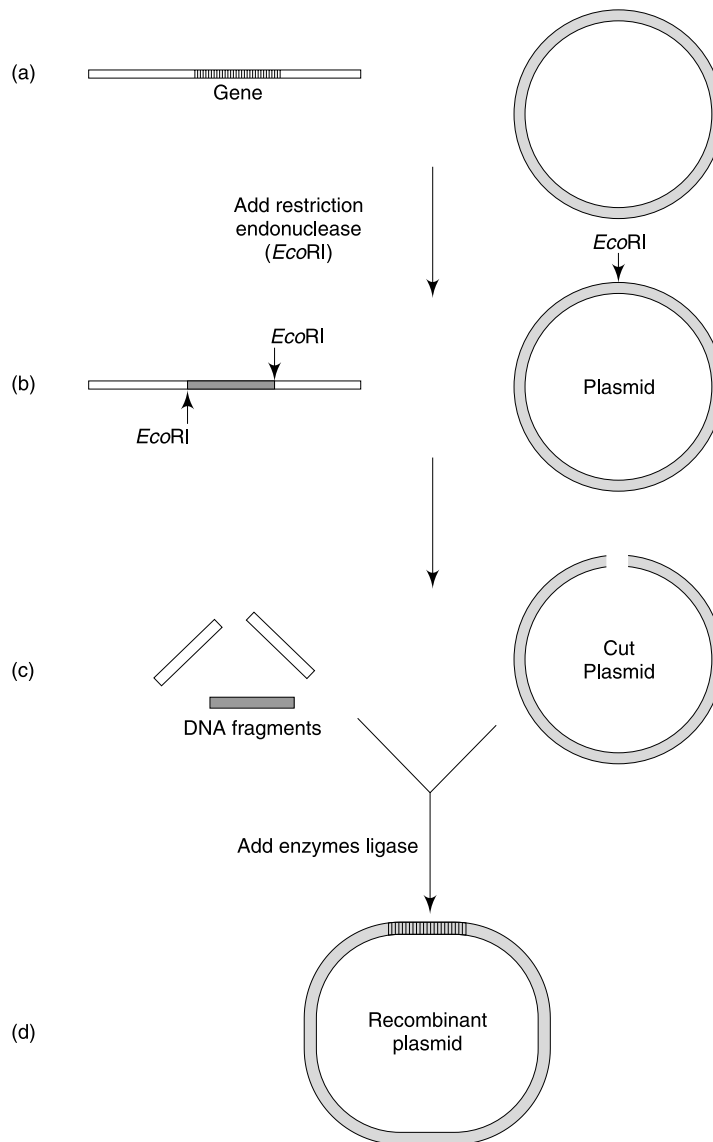 (a)
Gene
Add restriction
endonuclease
(EcoRI)
EcoRI
EcoRI
(b)
Plasmid
EcoRI
(c)
Cut
Plasmid
DNA fragments
Add enzymes ligase
Recombinant
plasmid
(d)